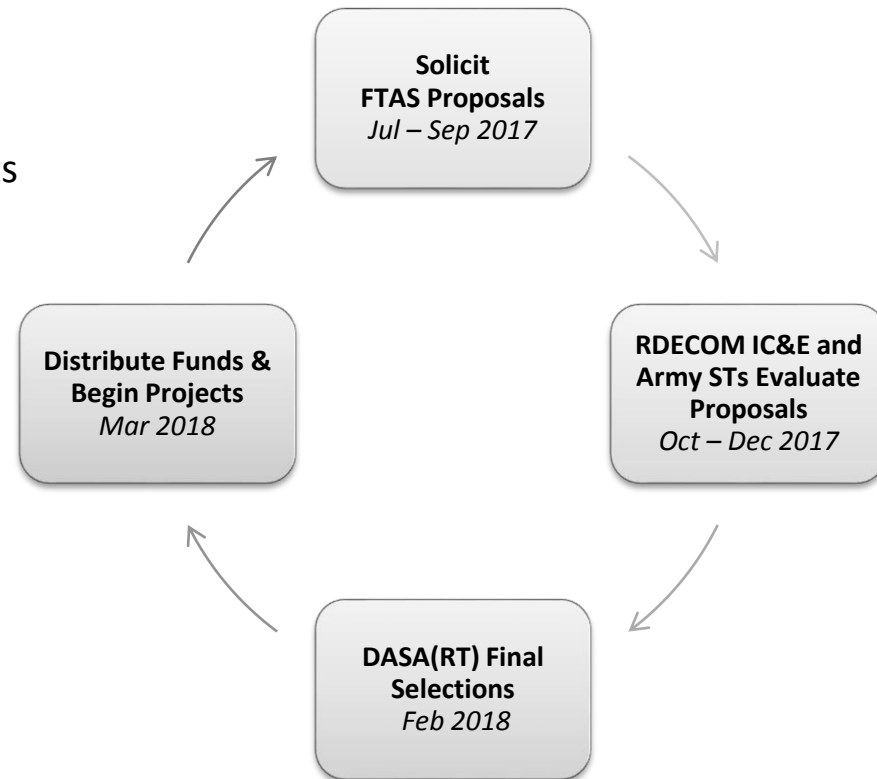 Solicit
FTAS Proposals
Jul – Sep 2017
Distribute Funds &
Begin Projects
Mar 2018
RDECOM IC&E and
Army STs Evaluate
Proposals
Oct – Dec 2017
DASA(RT) Final
Selections
Feb 2018